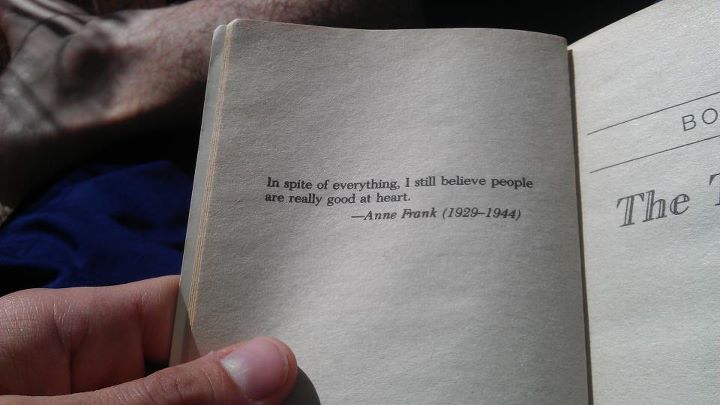 In spite of everything, I still believe people
are really good at heart.
—Anne Frank (1929–1944)
BO
The